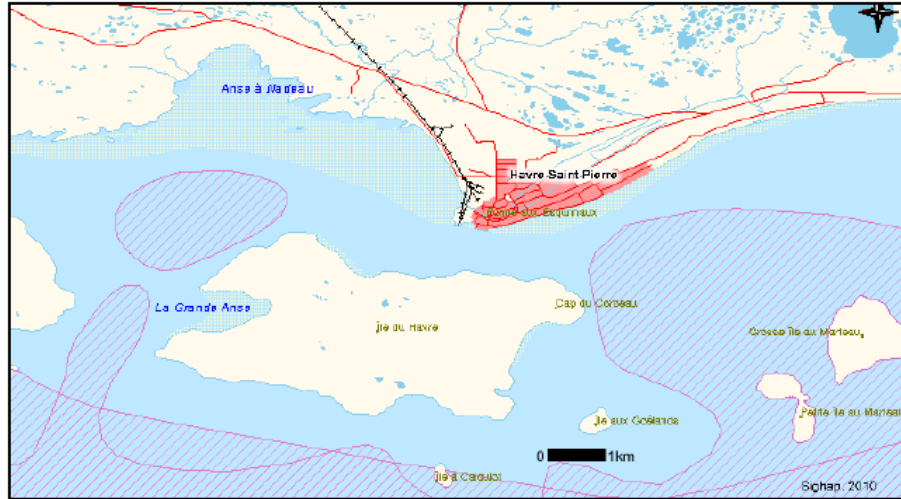 Anse à Nadeau
Havre-Saint-Pierre
Pointe aux Esquimaux
La Grande Anse
Cap du Corbeau
Île du Havre
Grosse Île au Marteau
Île aux Goélands
Petite Île au Marteau
0 1km
Île à Calculot
Sighap, 2010